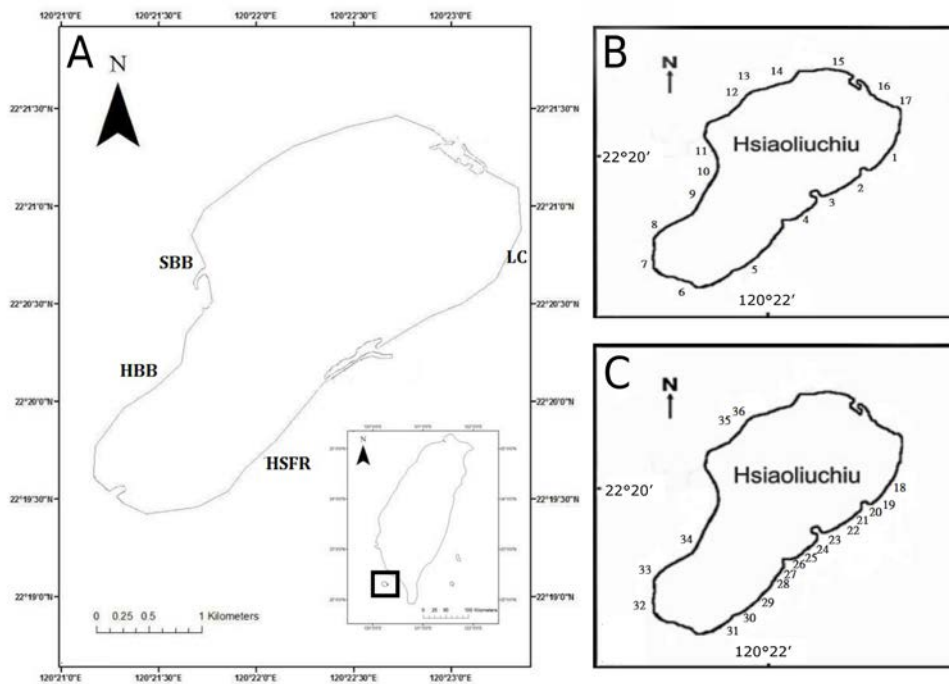 120°21'0"E 120°21'30"E 120°22'0"E 120°22'30"E 120°23'0"E
A
N
22°21'30"N 22°21'30"N
22°21'0"N 22°21'0"N
SBB
LC
22°20'30"N 22°20'30"N
HBB
22°20'0"N 22°20'0"N
HSFR
22°19'30"N
N
22°19'0"N
0 0.25 0.5 1 Kilometers
120°21'0"E 120°21'30"E 120°22'0"E 120°22'30"E 120°23'0"E
B
N
15
14
13
12
16
17
Hsiaoliuchiu
22°20'
11
10
1
2
9
3
8
4
7
5
6
120°22'
C
N
36
35
Hsiaoliuchiu
22°20'
18
19
20
21
22
23
24
25
34
26
27
33
28
29
32
30
31
120°22'